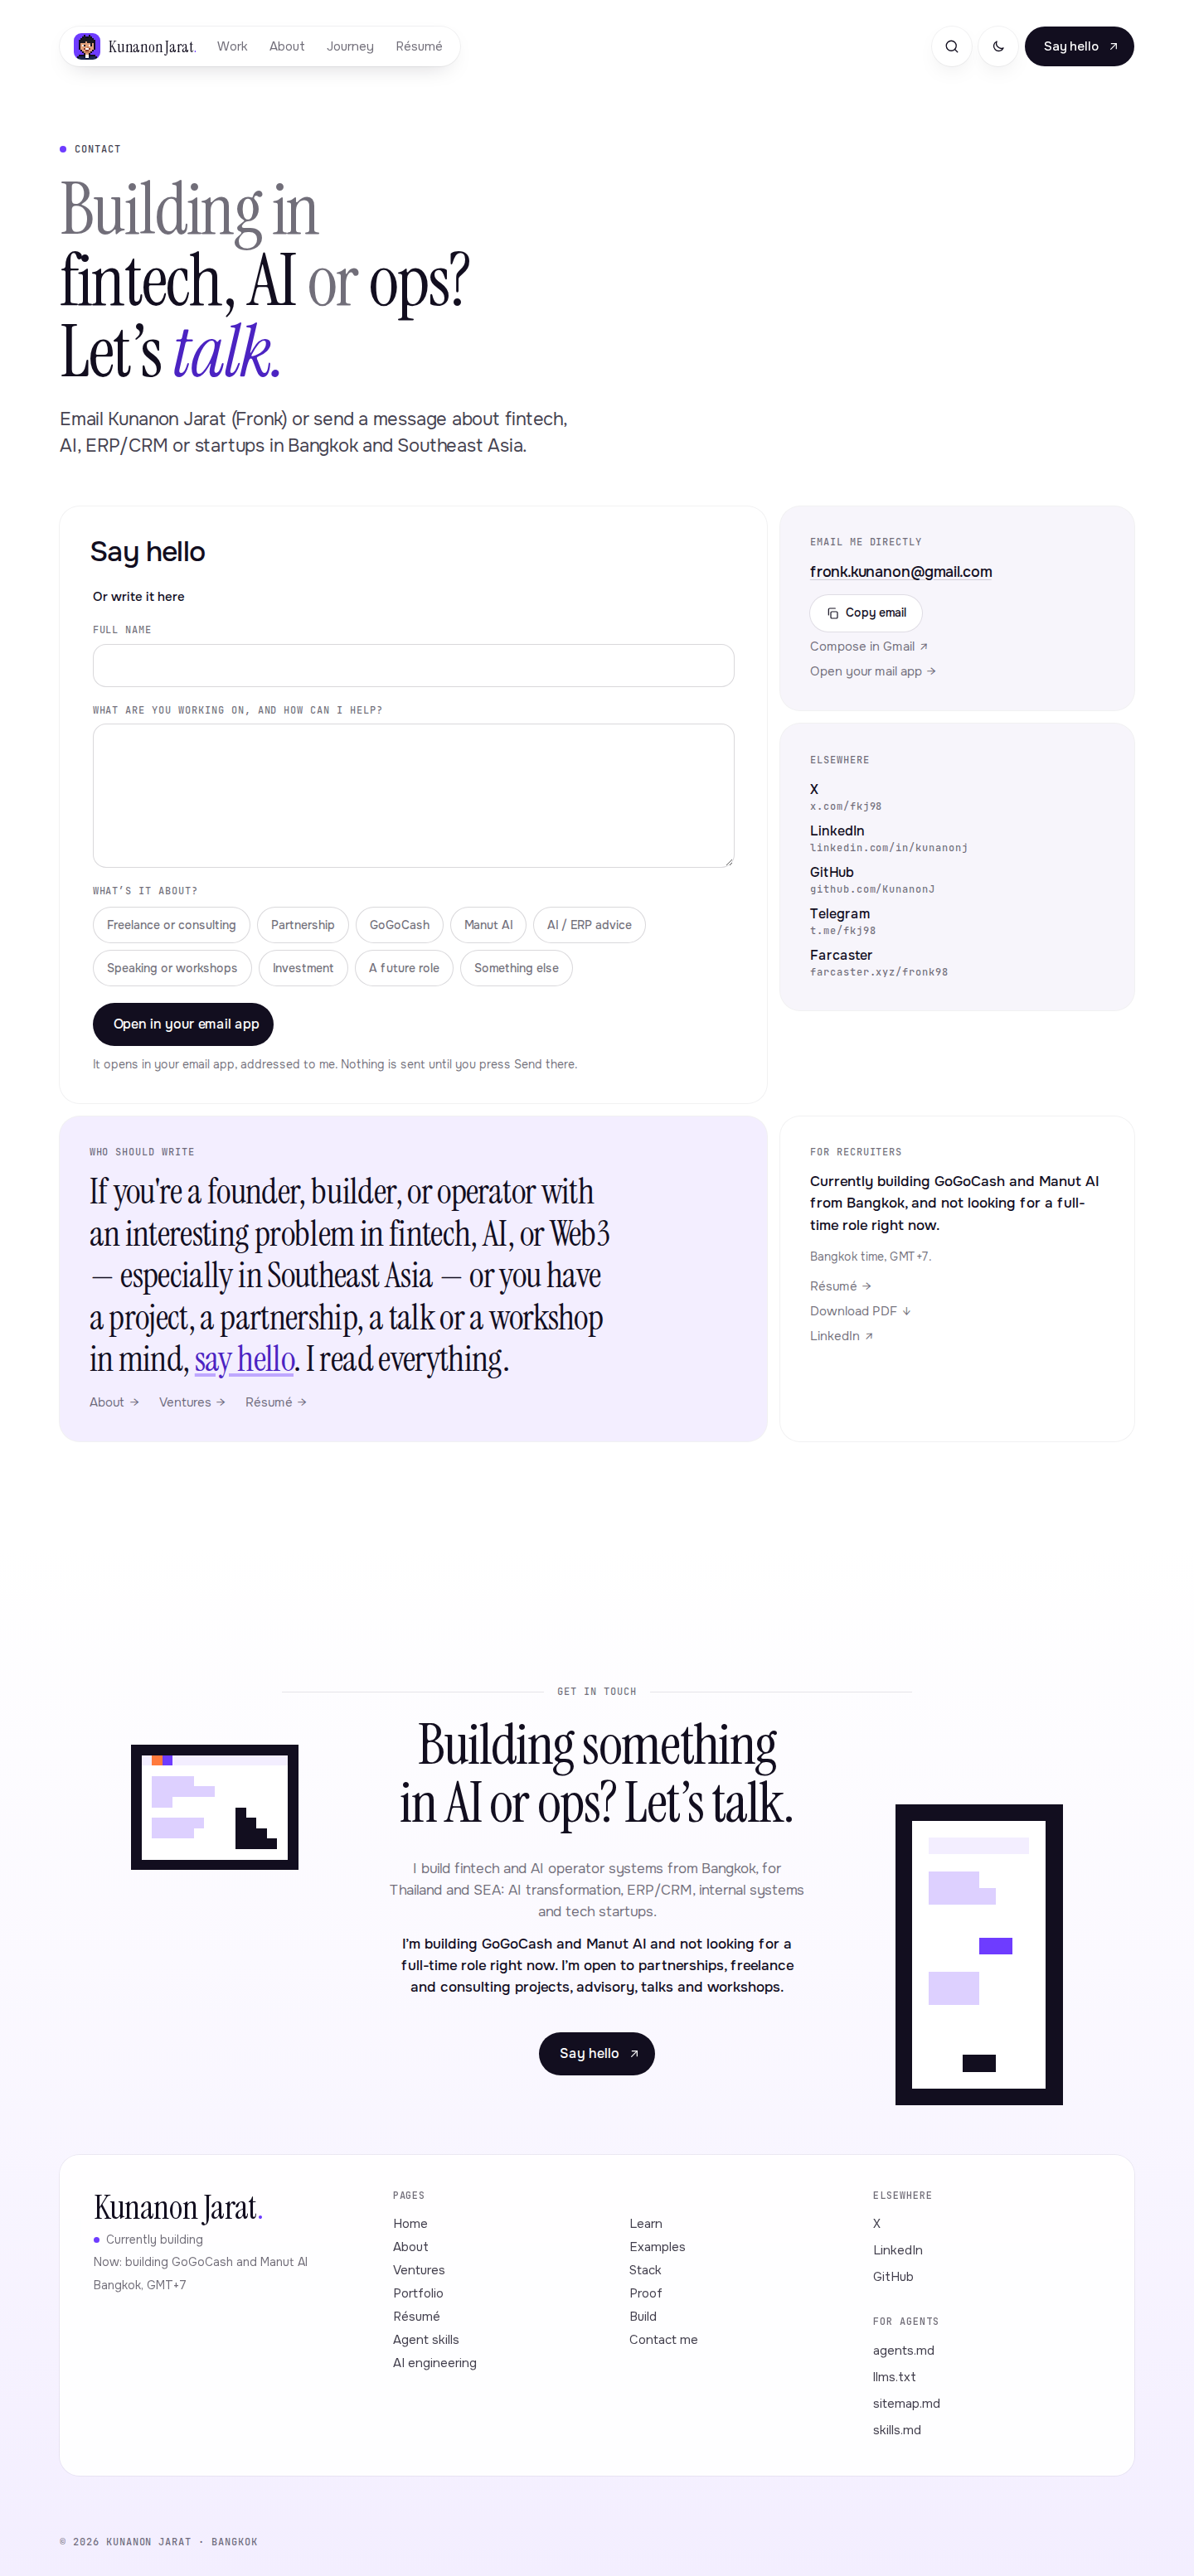 Kunanon Jarat.
Work
About
Journey
Résumé
Say hello
CONTACT
Building in
fintech, AI or ops?
Let’s talk.
Email Kunanon Jarat (Fronk) or send a message about fintech,
AI, ERP/CRM or startups in Bangkok and Southeast Asia.
Say hello
Or write it here
FULL NAME
WHAT ARE YOU WORKING ON, AND HOW CAN I HELP?
WHAT’S IT ABOUT?
Freelance or consulting
Partnership
GoGoCash
Manut AI
AI / ERP advice
Speaking or workshops
Investment
A future role
Something else
Open in your email app
It opens in your email app, addressed to me. Nothing is sent until you press Send there.
EMAIL ME DIRECTLY
fronk.kunanon@gmail.com
Copy email
Compose in Gmail ↗
Open your mail app →
ELSEWHERE
X
x.com/fkj98
LinkedIn
linkedin.com/in/kunanonj
GitHub
github.com/KunanonJ
Telegram
t.me/fkj98
Farcaster
farcaster.xyz/fronk98
WHO SHOULD WRITE
If you're a founder, builder, or operator with
an interesting problem in fintech, AI, or Web3
— especially in Southeast Asia — or you have
a project, a partnership, a talk or a workshop
in mind, say hello. I read everything.
About →
Ventures →
Résumé →
FOR RECRUITERS
Currently building GoGoCash and Manut AI
from Bangkok, and not looking for a full-
time role right now.
Bangkok time, GMT+7.
Résumé →
Download PDF ↓
LinkedIn ↗
GET IN TOUCH
Building something
in AI or ops? Let’s talk.
I build fintech and AI operator systems from Bangkok, for
Thailand and SEA: AI transformation, ERP/CRM, internal systems
and tech startups.
I’m building GoGoCash and Manut AI and not looking for a
full-time role right now. I’m open to partnerships, freelance
and consulting projects, advisory, talks and workshops.
Say hello ↗
Kunanon Jarat.
Currently building
Now: building GoGoCash and Manut AI
Bangkok, GMT+7
PAGES
Home
About
Ventures
Portfolio
Résumé
Agent skills
AI engineering
Learn
Examples
Stack
Proof
Build
Contact me
ELSEWHERE
X
LinkedIn
GitHub
FOR AGENTS
agents.md
llms.txt
sitemap.md
skills.md
© 2026 KUNANON JARAT · BANGKOK